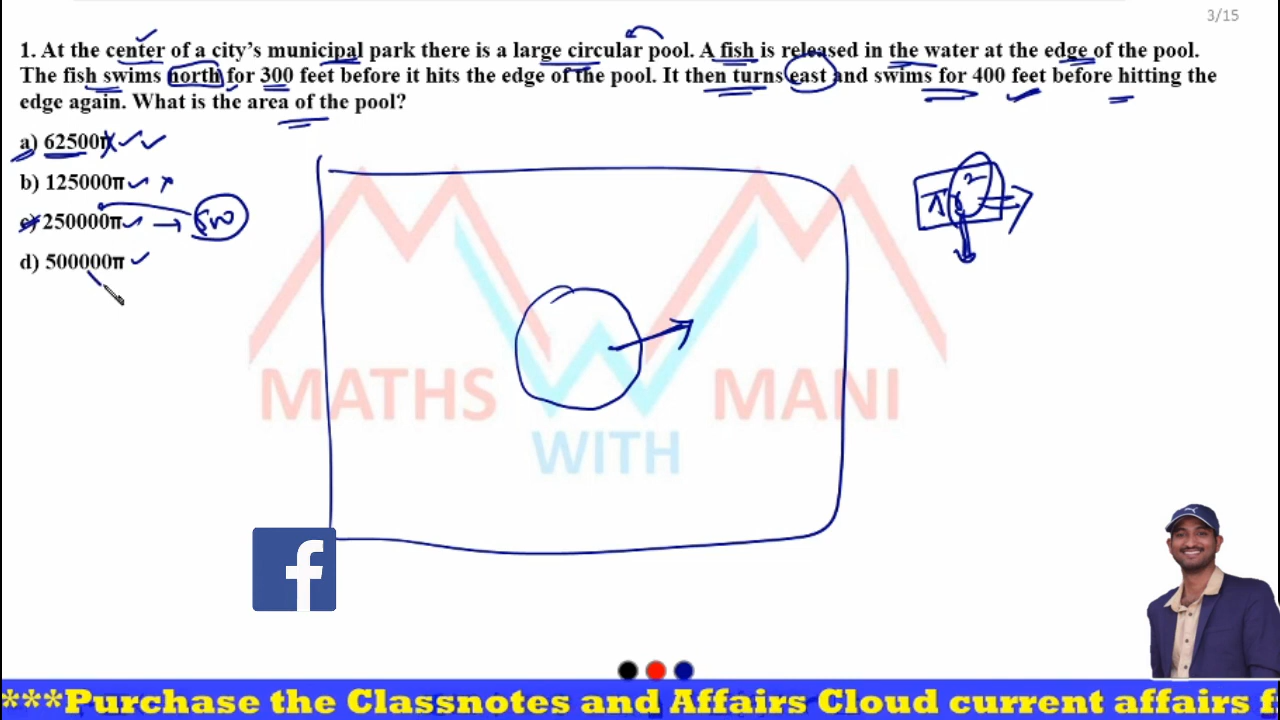 3/15
1. At the center of a city's municipal park there is a large circular pool. A fish is released in the water at the edge of the pool.
The fish swims north for 300 feet before it hits the edge of the pool. It then turns east and swims for 400 feet before hitting the
edge again. What is the area of the pool?
a) 62500π
b) 125000π
c) 250000π → 500
d) 500000π
MATHS
WITH
MANI
f
***Purchase the Classnotes and Affairs Cloud current affairs f